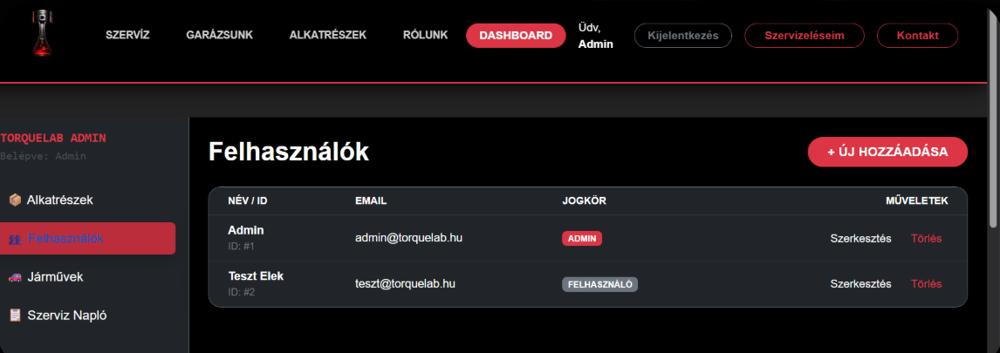 SZERVÍZ GARÁZSUNK ALKATRÉSZEK RÓLUNK DASHBOARD Üdv, Admin Kijelentkezés Szervizeléseim Kontakt
TORQUELAB ADMIN
Belépve: Admin
Alkatrészek
Felhasználók
Járművek
Szerviz Napló
Felhasználók
+ ÚJ HOZZÁADÁSA
NÉV / ID EMAIL JOGKÖR MŰVELETEK
Admin
ID: #1
admin@torquelab.hu ADMIN Szerkesztés Törlés
Teszt Elek
ID: #2
teszt@torquelab.hu FELHASZNÁLÓ Szerkesztés Törlés